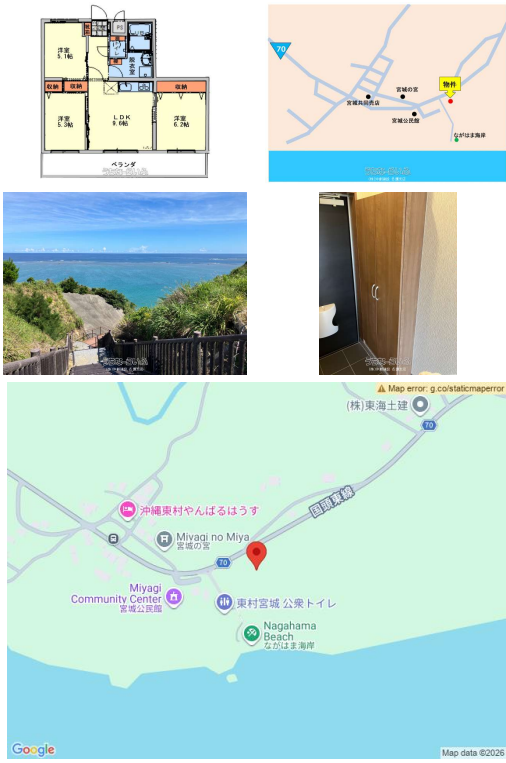 洋室
5.1帖
PS
脱
衣
室
収納
収納
収納
洋室
5.3帖
LDK
9.6帖
洋室
6.2帖
ベランダ
70
物件
宮城の宮
宮城共同売店
宮城公民館
ながはま海岸
Map error: g.co/staticmaperror
(株)東海土建
70
国頭東線
沖縄東村やんばるはうす
Miyagi no Miya
宮城の宮
70
Miyagi
Community Center
宮城公民館
東村宮城 公衆トイレ
Nagahama
Beach
ながはま海岸
Google
Map data ©2026